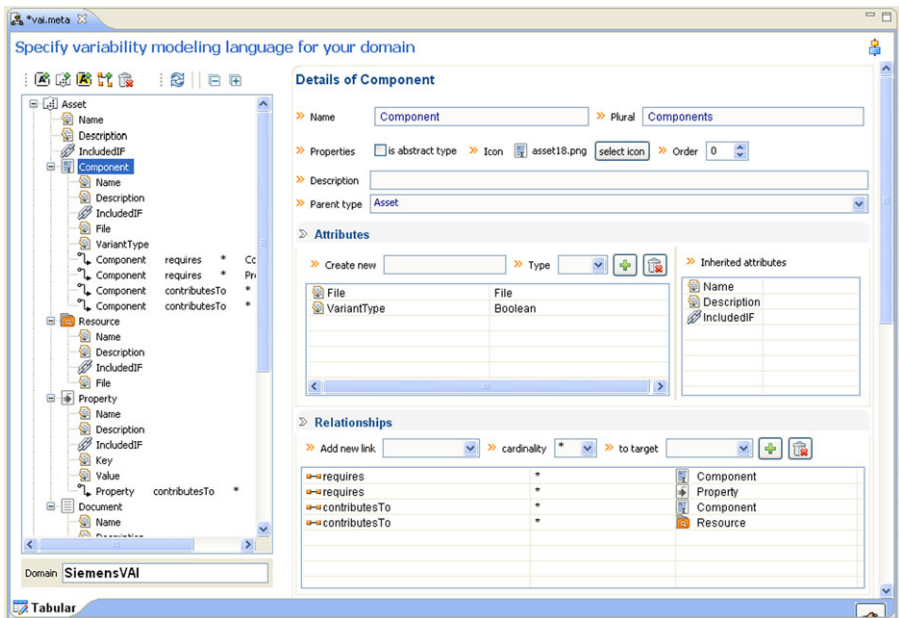 *vai.meta
Specify variability modeling language for your domain
Asset
Name
Description
IncludedIF
Component
Name
Description
IncludedIF
File
VariantType
Component requires * Cc
Component requires * Pr
Component contributesTo *
Component contributesTo *
Resource
Name
Description
IncludedIF
File
Property
Name
Description
IncludedIF
Key
Value
Property contributesTo *
Document
Name
Description
Domain SiemensVAI
Details of Component
Name Component Plural Components
Properties is abstract type Icon asset18.png select icon Order 0
Description
Parent type Asset
Attributes
Create new Type
File File
VariantType Boolean
Inherited attributes
Name
Description
IncludedIF
Relationships
Add new link cardinality * to target
requires * Component
requires * Property
contributesTo * Component
contributesTo * Resource
Tabular